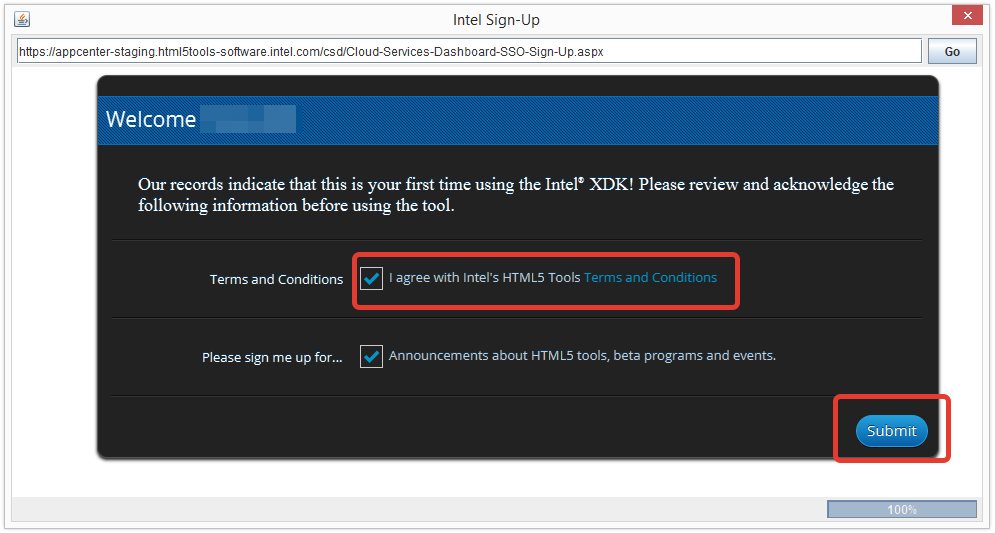 Intel Sign-Up
https://appcenter-staging.html5tools-software.intel.com/csd/Cloud-Services-Dashboard-SSO-Sign-Up.aspx Go
Welcome
Our records indicate that this is your first time using the Intel® XDK! Please review and acknowledge the
following information before using the tool.
Terms and Conditions I agree with Intel's HTML5 Tools Terms and Conditions
Please sign me up for... Announcements about HTML5 tools, beta programs and events.
Submit
100%